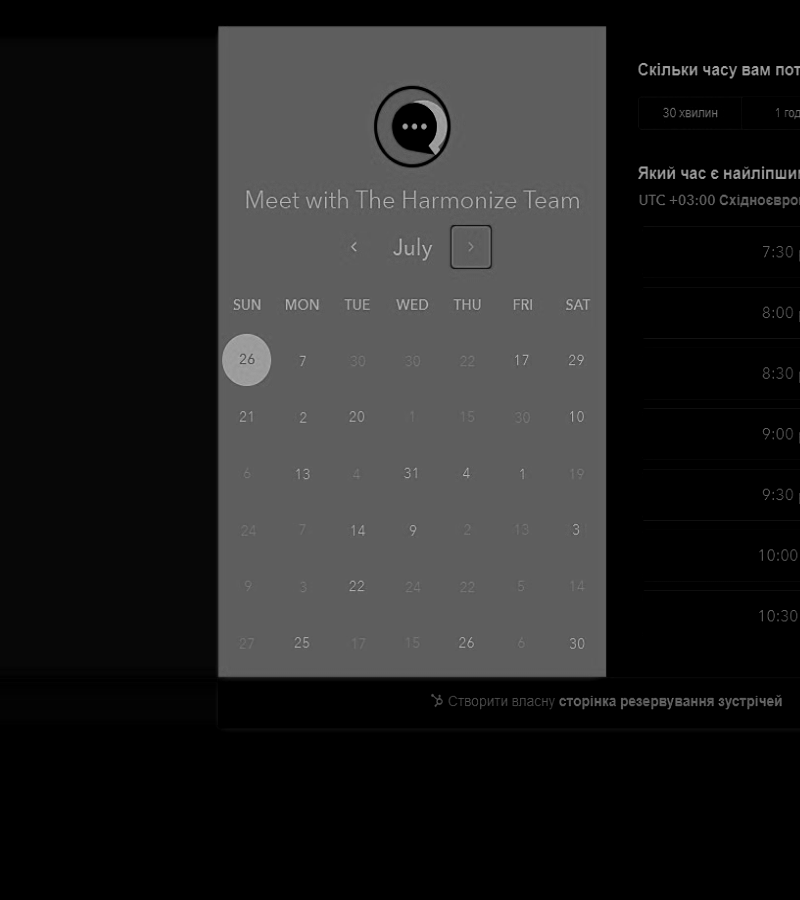 Meet with The Harmonize Team
July
SUN MON TUE WED THU FRI SAT
26 7 30 30 22 17 29
21 2 20 1 15 30 10
6 13 4 31 4 1 19
24 7 14 9 2 13 3
9 3 22 24 22 5 14
27 25 17 15 26 6 30
Скільки часу вам
30 хвилин
1
Який час є
UTC +03:00
7:30
8:00
8:30
9:00
9:30
10:00
10:30
Створити власну сторінка резервування зустрічей